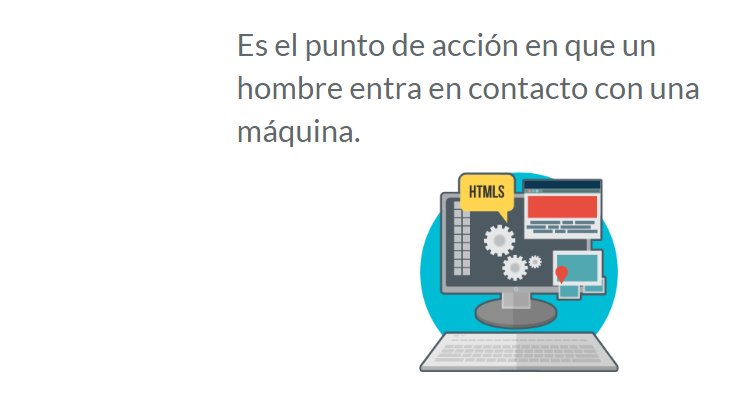 Es el punto de acción en que un
hombre entra en contacto con una
máquina.
HTMLS